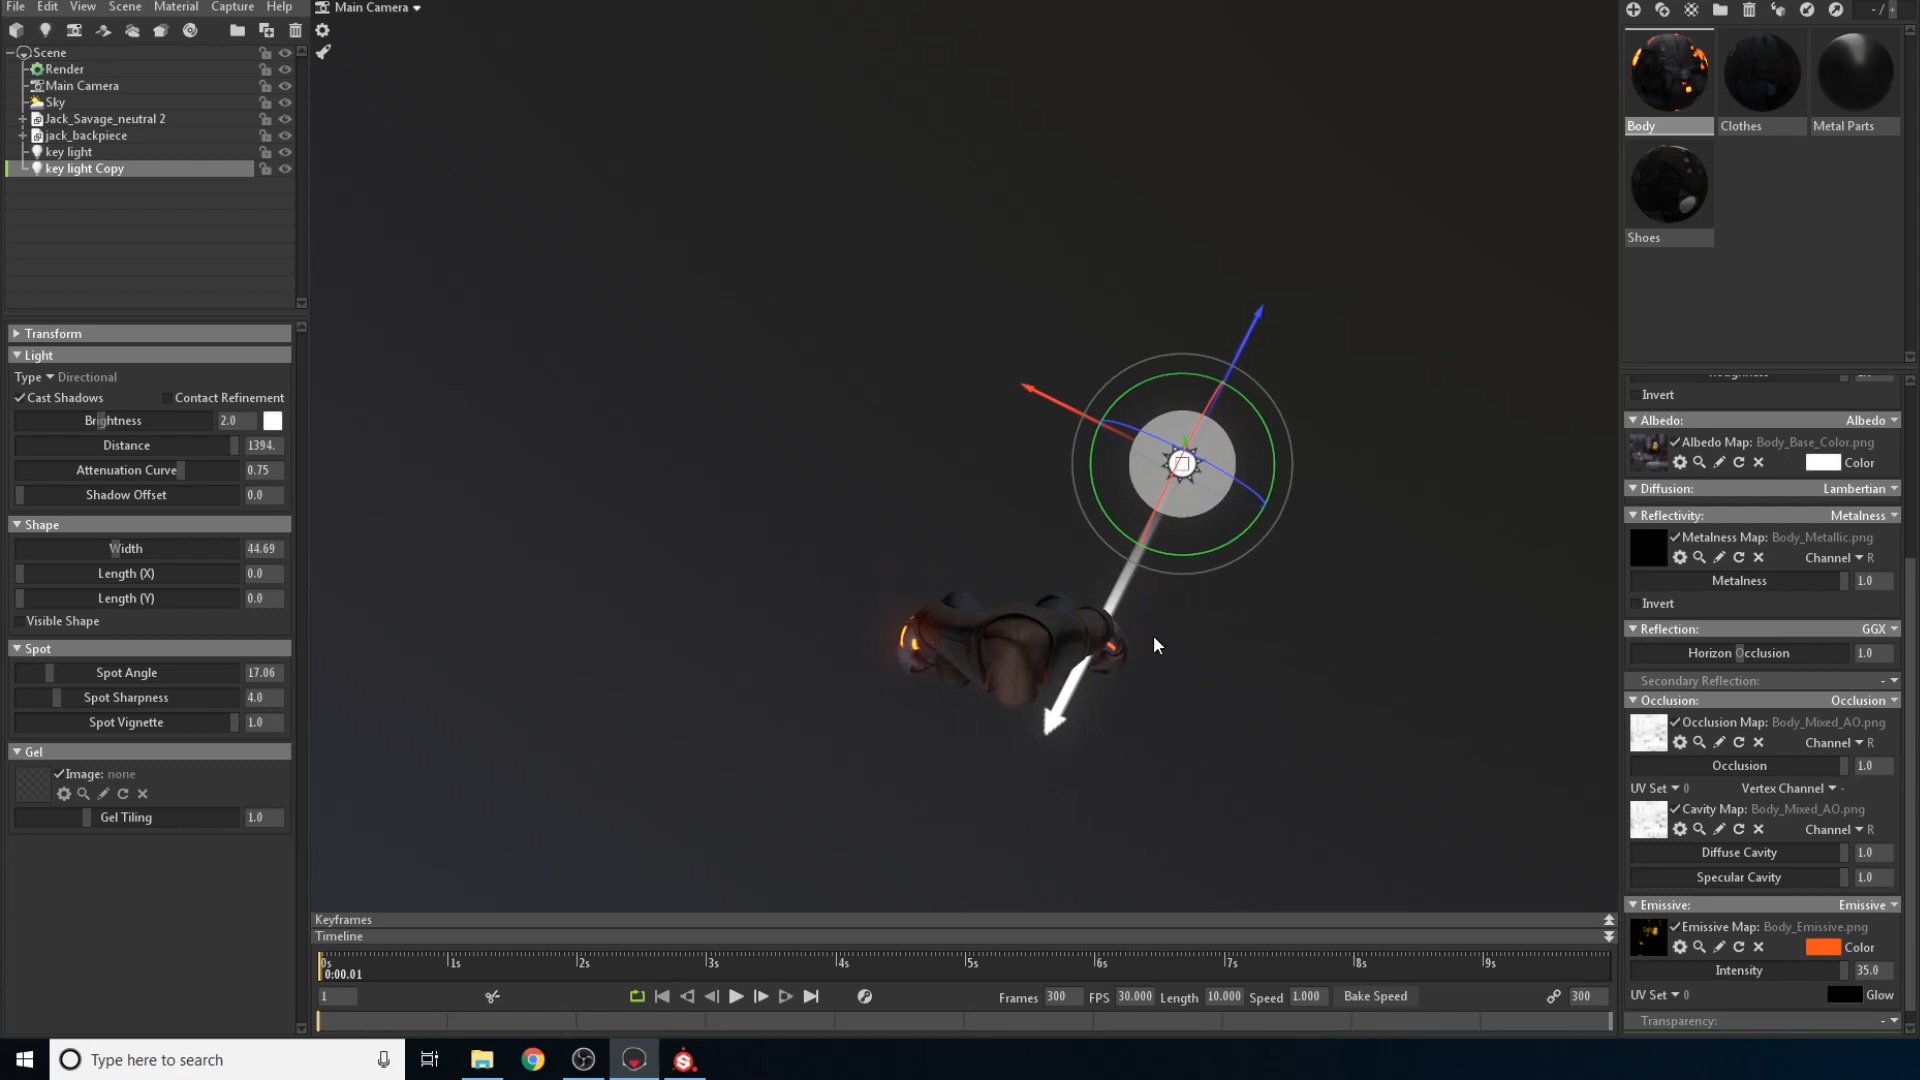 File Edit View Scene Material Capture Help
Main Camera
- /
Scene
Render
Main Camera
Sky
Jack_Savage_neutral 2
jack_backpiece
key light
key light Copy
Body Clothes Metal Parts
Shoes
Transform
Light
Type Directional
Cast Shadows Contact Refinement
Brightness 2.0
Distance 1394.
Attenuation Curve 0.75
Shadow Offset 0.0
Shape
Width 44.69
Length (X) 0.0
Length (Y) 0.0
Visible Shape
Spot
Spot Angle 17.06
Spot Sharpness 4.0
Spot Vignette 1.0
Gel
Image: none
Gel Tiling 1.0
Invert
Albedo: Albedo
Albedo Map: Body_Base_Color.png
Color
Diffusion: Lambertian
Reflectivity: Metalness
Metalness Map: Body_Metallic.png
Channel R
Metalness 1.0
Invert
Reflection: GGX
Horizon Occlusion 1.0
Secondary Reflection: -
Occlusion: Occlusion
Occlusion Map: Body_Mixed_AO.png
Channel R
Occlusion 1.0
UV Set 0 Vertex Channel -
Cavity Map: Body_Mixed_AO.png
Channel R
Diffuse Cavity 1.0
Specular Cavity 1.0
Emissive: Emissive
Emissive Map: Body_Emissive.png
Color
Intensity 35.0
UV Set 0 Glow
Transparency: -
Keyframes
Timeline
0s 1s 2s 3s 4s 5s 6s 7s 8s 9s
0:00.01
1 Frames 300 FPS 30.000 Length 10.000 Speed 1.000 Bake Speed 300
Type here to search